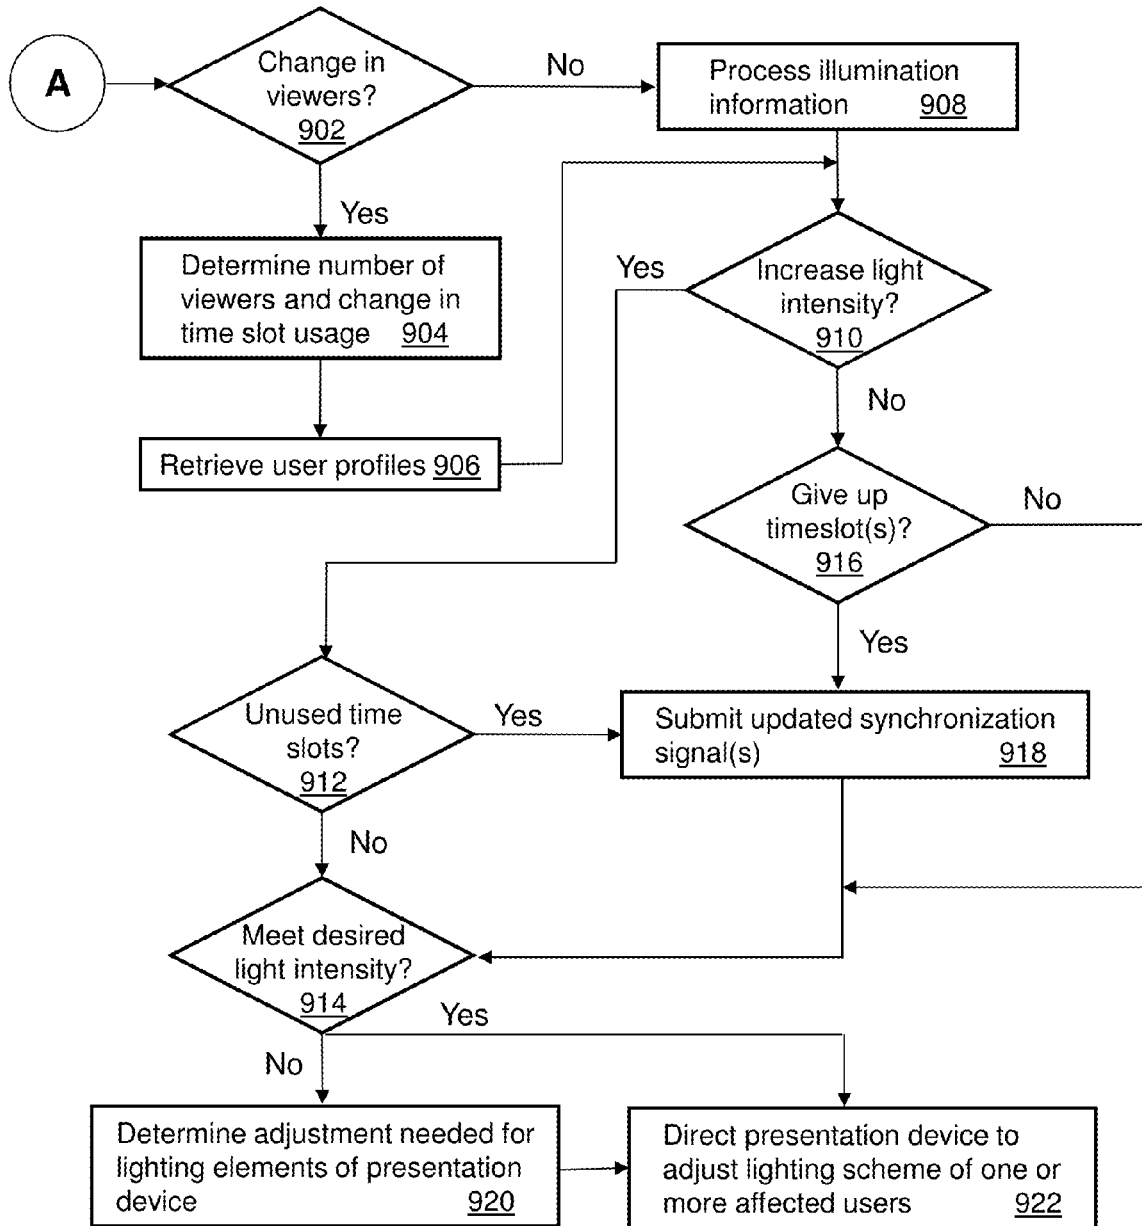 A
Change in
viewers?
902
No
Process illumination
information 908
Yes
Determine number of
viewers and change in
time slot usage 904
Retrieve user profiles 906
Yes
Increase light
intensity?
910
No
Give up
timeslot(s)?
916
No
Yes
Unused time
slots?
912
Yes
Submit updated synchronization
signal(s) 918
No
Meet desired
light intensity?
914
Yes
No
Determine adjustment needed for
lighting elements of presentation
device 920
Direct presentation device to
adjust lighting scheme of one or
more affected users 922